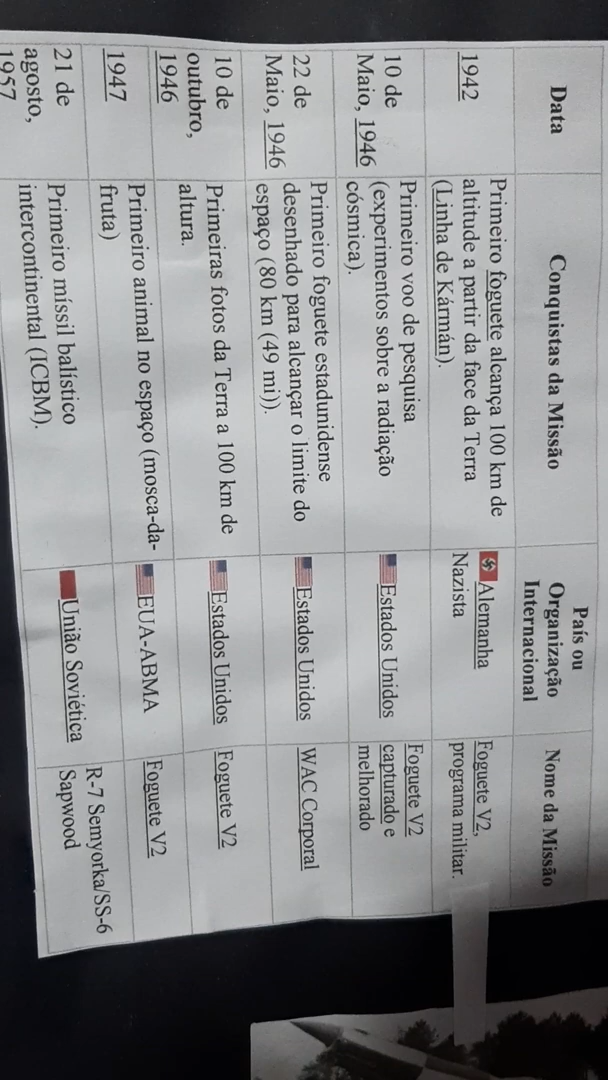 Data
Conquistas da Missão
País ou
Organização
Internacional
Nome da Missão
1942
Primeiro foguete alcança 100 km de
altitude a partir da face da Terra
(Linha de Kármán).
Alemanha
Nazista
Foguete V2,
programa militar.
10 de
Maio, 1946
Primeiro voo de pesquisa
(experimentos sobre a radiação
cósmica).
Estados Unidos
Foguete V2
capturado e
melhorado
22 de
Maio, 1946
Primeiro foguete estadunidense
desenhado para alcançar o limite do
espaço (80 km (49 mi)).
Estados Unidos
WAC Corporal
10 de
outubro,
1946
Primeiras fotos da Terra a 100 km de
altura.
Estados Unidos
Foguete V2
1947
Primeiro animal no espaço (mosca-da-
fruta)
EUA-ABMA
Foguete V2
21 de
agosto,
1957
Primeiro míssil balístico
intercontinental (ICBM).
União Soviética
R-7 Semyorka/SS-6
Sapwood